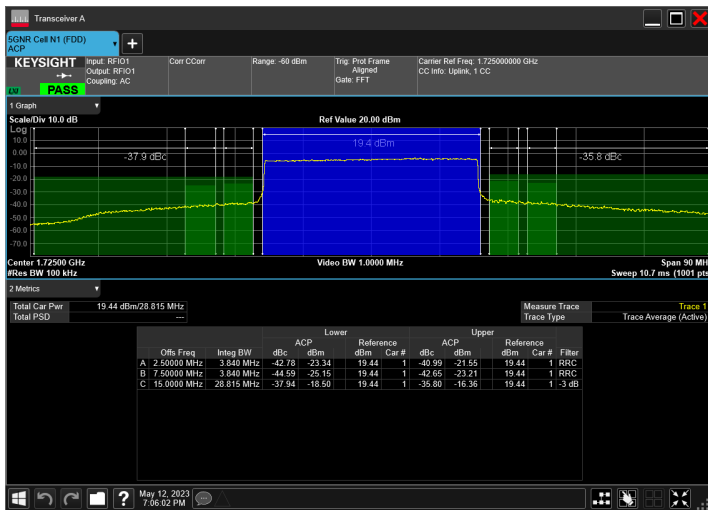 Transceiver A
5GNR Cell N1 (FDD)
ACP
KEYSIGHT
PASS
Input: RFIO1
Output: RFIO1
Coupling: AC
Corr CCorr
Range: -60 dBm
Trig: Prot Frame
Aligned
Gate: FFT
Carrier Ref Freq: 1.725000000 GHz
CC Info: Uplink, 1 CC
1 Graph
Scale/Div 10.0 dB
Ref Value 20.00 dBm
Log
10.0
0.00
-10.0
-20.0
-30.0
-40.0
-50.0
-60.0
-70.0
-37.9 dBc
19.4 dBm
-35.8 dBc
Center 1.72500 GHz
Video BW 1.0000 MHz
Span 90 MH
#Res BW 100 kHz
Sweep 10.7 ms (1001 pts
2 Metrics
Total Car Pwr 19.44 dBm/28.815 MHz
Total PSD ---
Measure Trace Trace 1
Trace Type Trace Average (Active)
Lower Upper
ACP Reference ACP Reference
Offs Freq Integ BW dBc dBm dBm Car # dBc dBm dBm Car # Filter
A 2.50000 MHz 3.840 MHz -42.78 -23.34 19.44 1 -40.99 -21.55 19.44 1 RRC
B 7.50000 MHz 3.840 MHz -44.59 -25.15 19.44 1 -42.65 -23.21 19.44 1 RRC
C 15.0000 MHz 28.815 MHz -37.94 -18.50 19.44 1 -35.80 -16.36 19.44 1 -3 dB
?
May 12, 2023
7:06:02 PM